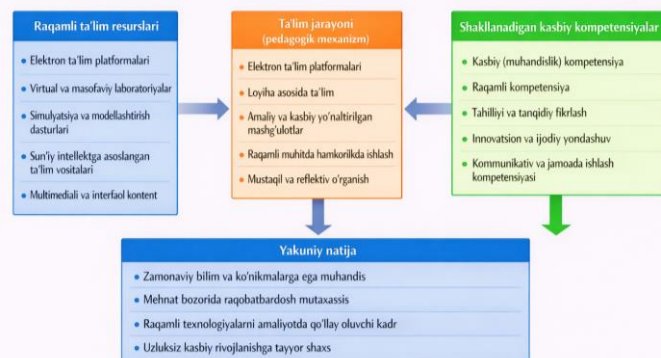 Raqamli ta'lim resurslari
• Elektron ta'lim platformalari
• Virtual va masofaviy laboratoriyalar
• Simulyatsiya va modellashtirish
dasturlari
• Sun'iy intellektga asoslangan
ta'lim vositalari
• Multimediali va interfaol kontent
Ta'lim jarayoni
(pedagogik mexanizm)
• Elektron ta'lim platformalari
• Loyiha asosida ta'lim
• Amaliy va kasbiy yo'naltirilgan
mashg'ulotlar
• Raqamli muhitda hamkorilkda ishlash
• Mustaqil va reflektiv o'rganish
Shakllanadigan kasbiy kompetensiyalar
• Kasbiy (muhandislik) kompetensiya
• Raqamli kompetensiya
• Tahlilliy va tanqidiy fikrlash
• Innovatsion va ijodiy yondashuv
• Kommunikativ va jamoada ishlash
kompetensiyasi
Yakuniy natija
• Zamonaviy bilim va ko'nikmalarga ega muhandis
• Mehnat bozorida raqobatbardosh mutaxassis
• Raqamli texnologiyalarni amaliyotda qo'llay oluvchi kadr
• Uzluksiz kasbiy rivojlanishga tayyor shaxs